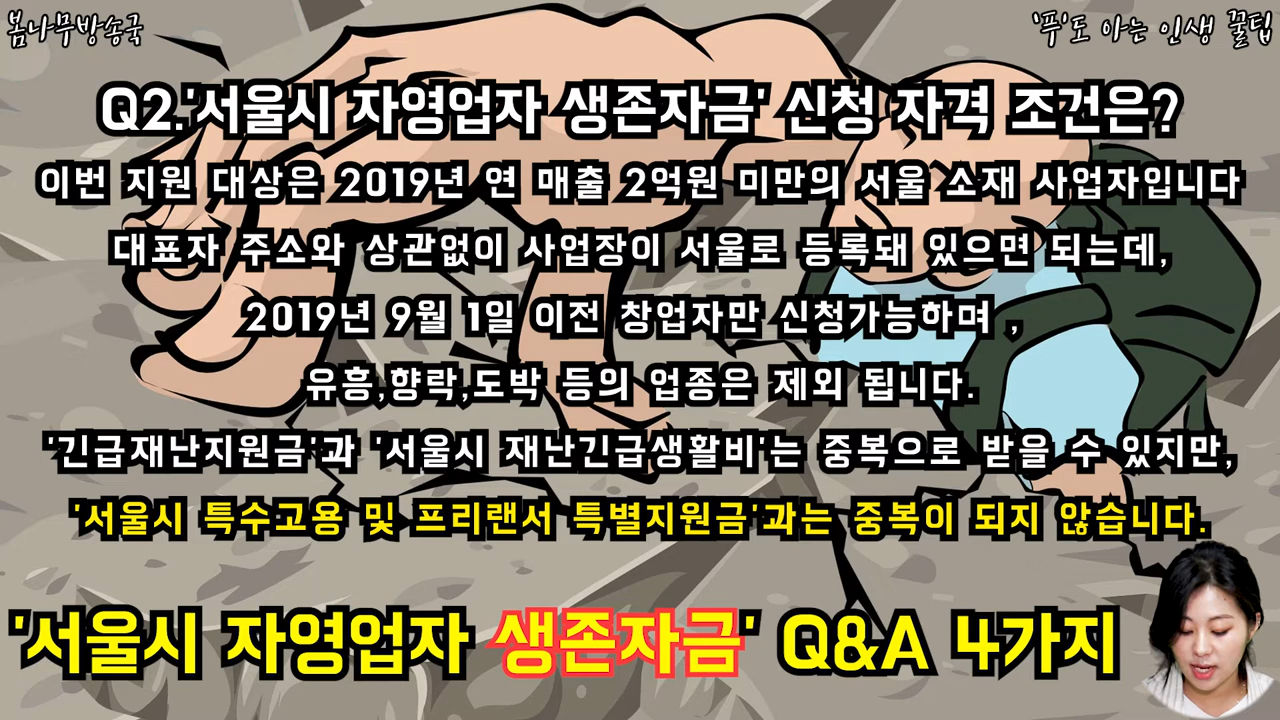 봄나무방송국
'푸'도 아는 인생 꿀팁
Q2.'서울시 자영업자 생존자금' 신청 자격 조건은?
이번 지원 대상은 2019년 연 매출 2억원 미만의 서울 소재 사업자입니다
대표자 주소와 상관없이 사업장이 서울로 등록돼 있으면 되는데,
2019년 9월 1일 이전 창업자만 신청가능하며 ,
유흥,향락,도박 등의 업종은 제외 됩니다.
'긴급재난지원금'과 '서울시 재난긴급생활비'는 중복으로 받을 수 있지만,
'서울시 특수고용 및 프리랜서 특별지원금'과는 중복이 되지 않습니다.
'서울시 자영업자 생존자금' Q&A 4가지